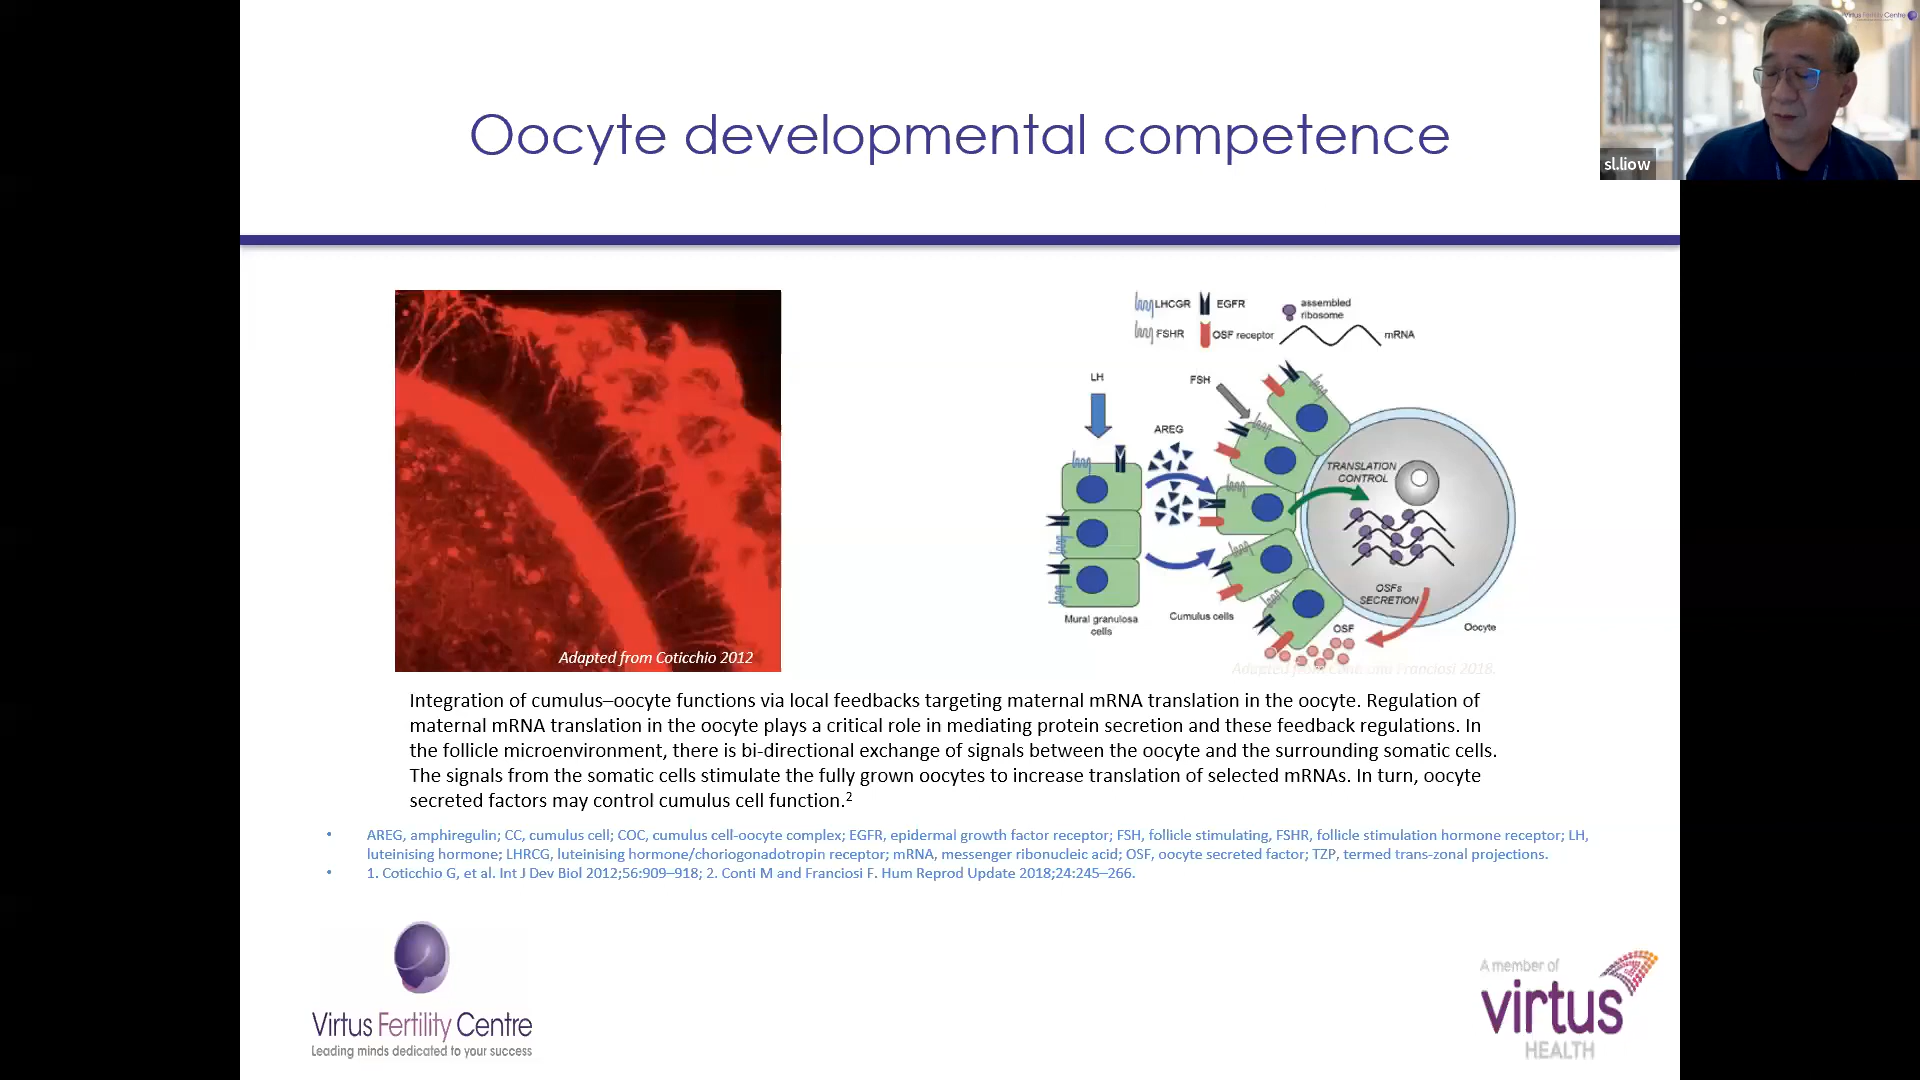 Virtus Fertility Centre
sl.liow
Oocyte developmental competence
LHCGR
EGFR
assembled
ribosome
FSHR
OSF receptor
mRNA
LH
FSH
AREG
TRANSLATION
CONTROL
OSFs
SECRETION
Mural granulosa
cells
Cumulus cells
OSF
Oocyte
Adapted from Coticchio 2012
Adapted from Conti and Franciosi 2018.
Integration of cumulus–oocyte functions via local feedbacks targeting maternal mRNA translation in the oocyte. Regulation of
maternal mRNA translation in the oocyte plays a critical role in mediating protein secretion and these feedback regulations. In
the follicle microenvironment, there is bi-directional exchange of signals between the oocyte and the surrounding somatic cells.
The signals from the somatic cells stimulate the fully grown oocytes to increase translation of selected mRNAs. In turn, oocyte
secreted factors may control cumulus cell function.2
• AREG, amphiregulin; CC, cumulus cell; COC, cumulus cell-oocyte complex; EGFR, epidermal growth factor receptor; FSH, follicle stimulating, FSHR, follicle stimulation hormone receptor; LH,
luteinising hormone; LHRCG, luteinising hormone/choriogonadotropin receptor; mRNA, messenger ribonucleic acid; OSF, oocyte secreted factor; TZP, termed trans-zonal projections.
• 1. Coticchio G, et al. Int J Dev Biol 2012;56:909–918; 2. Conti M and Franciosi F. Hum Reprod Update 2018;24:245–266.
Virtus Fertility Centre
Leading minds dedicated to your success
A member of
virtus
HEALTH